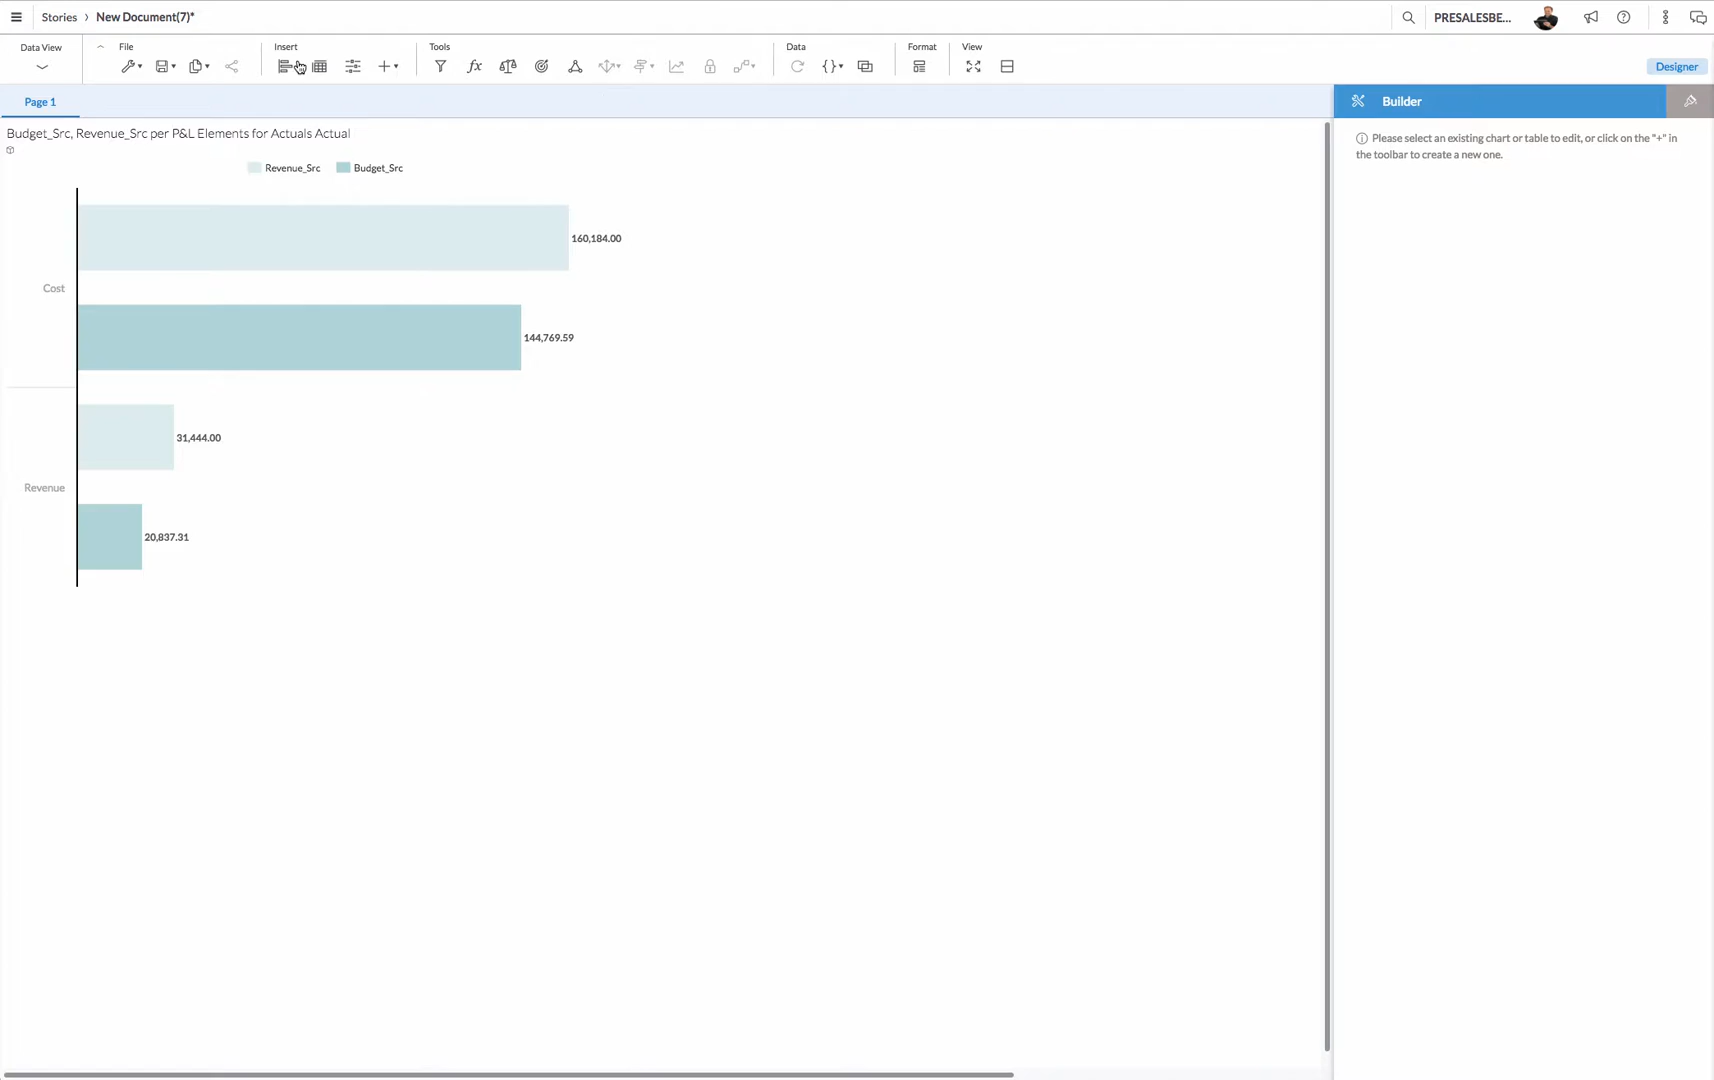 Stories › New Document(7)*
PRESALESBE...
Data View
File
Insert
Tools
Data
Format
View
Designer
Page 1
Builder
Budget_Src, Revenue_Src per P&L Elements for Actuals Actual
Please select an existing chart or table to edit, or click on the "+" in
the toolbar to create a new one.
Revenue_Src
Budget_Src
160,184.00
Cost
144,769.59
31,444.00
Revenue
20,837.31